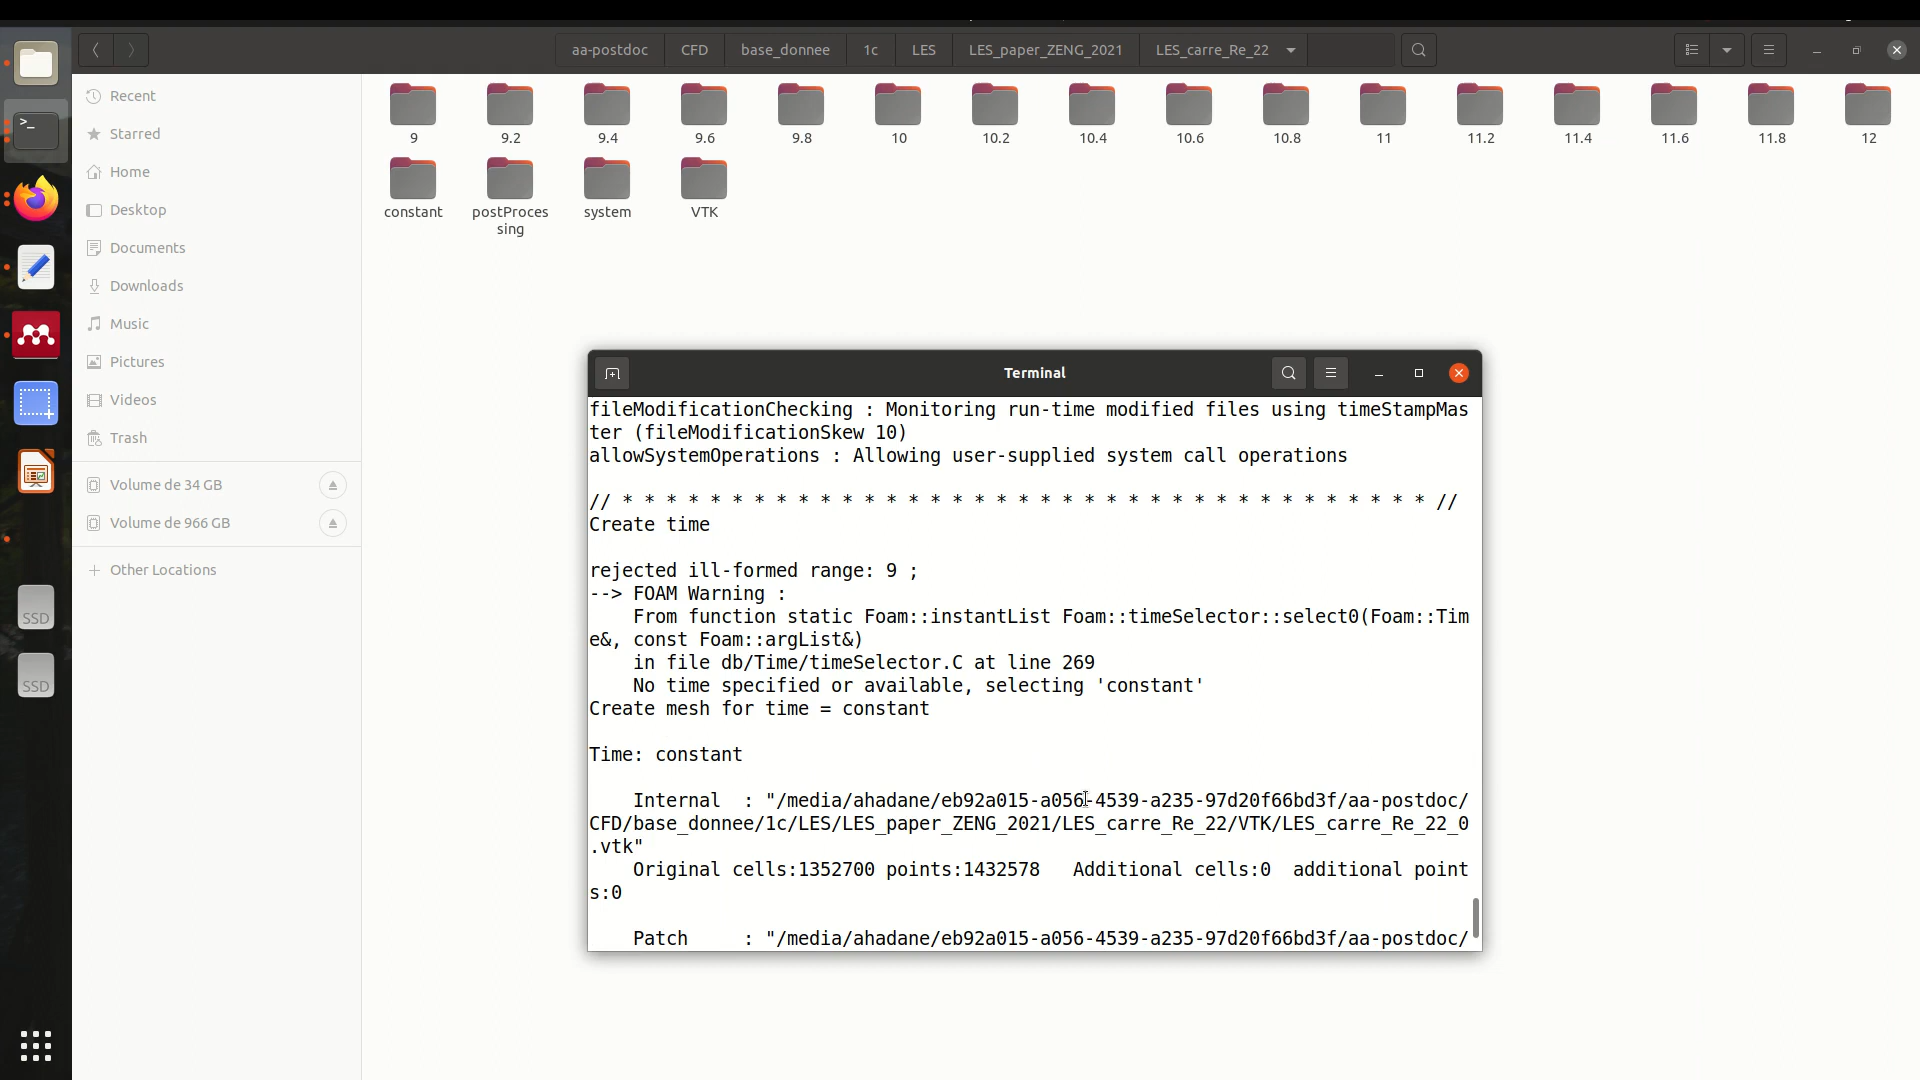 aa-postdoc CFD base_donnee 1c LES LES_paper_ZENG_2021 LES_carre_Re_22
Recent
Starred
Home
Desktop
Documents
Downloads
Music
Pictures
Videos
Trash
Volume de 34 GB
Volume de 966 GB
Other Locations
9 9.2 9.4 9.6 9.8 10 10.2 10.4 10.6 10.8 11 11.2 11.4 11.6 11.8 12
constant postProces system VTK
sing
>_
SSD
SSD
Terminal
fileModificationChecking : Monitoring run-time modified files using timeStampMas
ter (fileModificationSkew 10)
allowSystemOperations : Allowing user-supplied system call operations
// * * * * * * * * * * * * * * * * * * * * * * * * * * * * * * * * * * * * * //
Create time
rejected ill-formed range: 9 ;
--> FOAM Warning :
From function static Foam::instantList Foam::timeSelector::select0(Foam::Tim
e&, const Foam::argList&)
in file db/Time/timeSelector.C at line 269
No time specified or available, selecting 'constant'
Create mesh for time = constant
Time: constant
Internal : "/media/ahadane/eb92a015-a056-4539-a235-97d20f66bd3f/aa-postdoc/
CFD/base_donnee/1c/LES/LES_paper_ZENG_2021/LES_carre_Re_22/VTK/LES_carre_Re_22_0
.vtk"
Original cells:1352700 points:1432578 Additional cells:0 additional point
s:0
Patch : "/media/ahadane/eb92a015-a056-4539-a235-97d20f66bd3f/aa-postdoc/